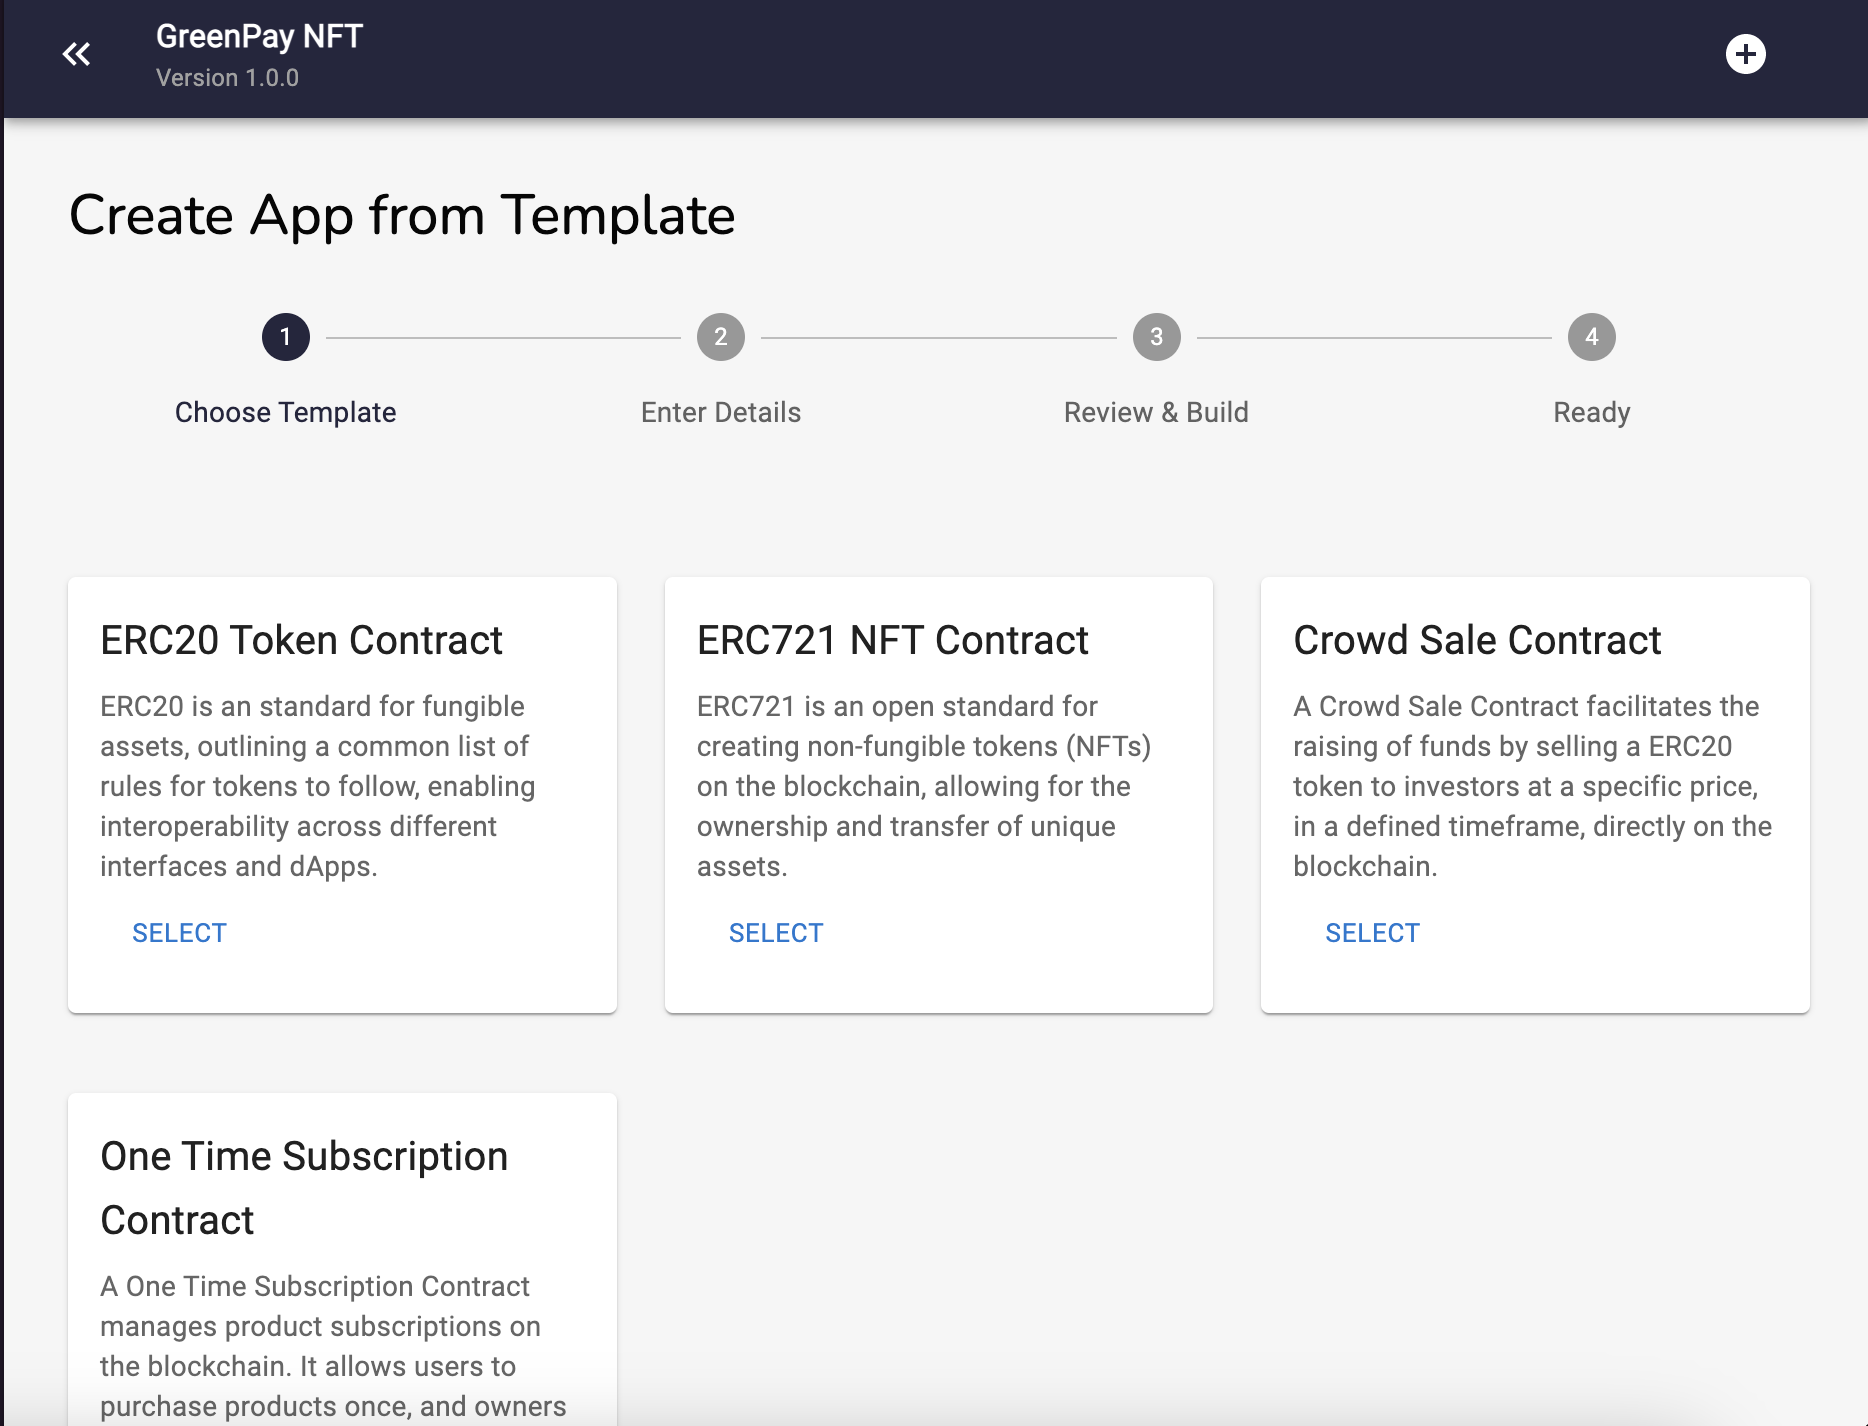 GreenPay NFT
Version 1.0.0
Create App from Template
1
2
3
4
Choose Template
Enter Details
Review & Build
Ready
ERC20 Token Contract
ERC20 is an standard for fungible
assets, outlining a common list of
rules for tokens to follow, enabling
interoperability across different
interfaces and dApps.
SELECT
ERC721 NFT Contract
ERC721 is an open standard for
creating non-fungible tokens (NFTs)
on the blockchain, allowing for the
ownership and transfer of unique
assets.
SELECT
Crowd Sale Contract
A Crowd Sale Contract facilitates the
raising of funds by selling a ERC20
token to investors at a specific price,
in a defined timeframe, directly on the
blockchain.
SELECT
One Time Subscription
Contract
A One Time Subscription Contract
manages product subscriptions on
the blockchain. It allows users to
purchase products once, and owners